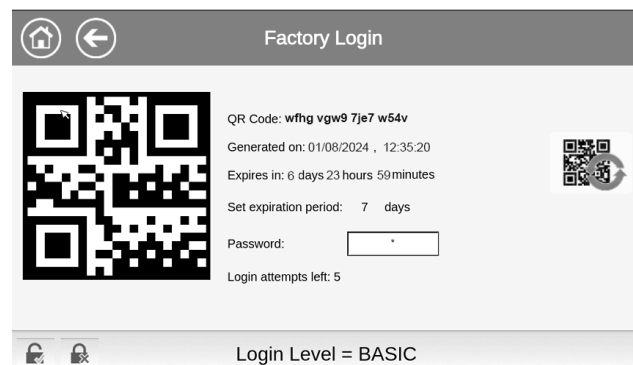 Factory Login
QR Code: wfhg vgw9 7je7 w54v
Generated on: 01/08/2024 , 12:35:20
Expires in: 6 days 23 hours 59 minutes
Set expiration period: 7 days
Password: *
Login attempts left: 5
Login Level = BASIC